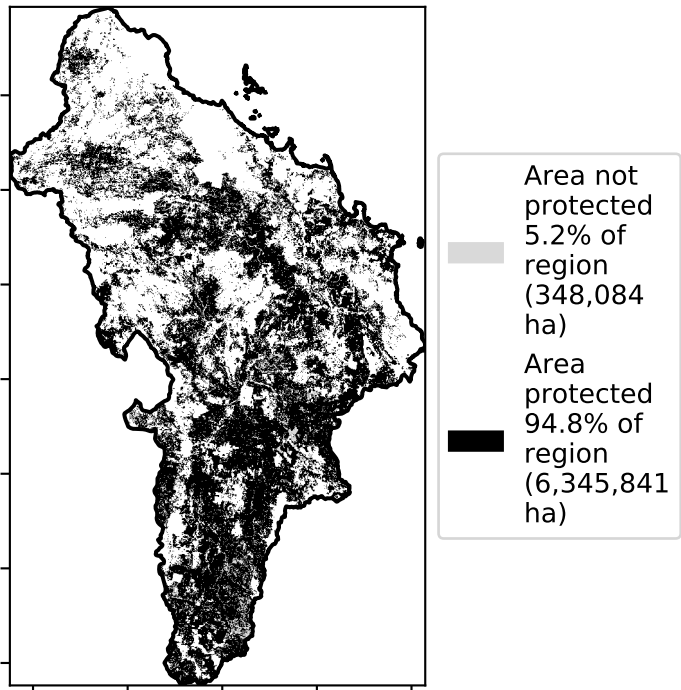 Area not
protected
5.2% of
region
(348,084
ha)
Area
protected
94.8% of
region
(6,345,841
ha)